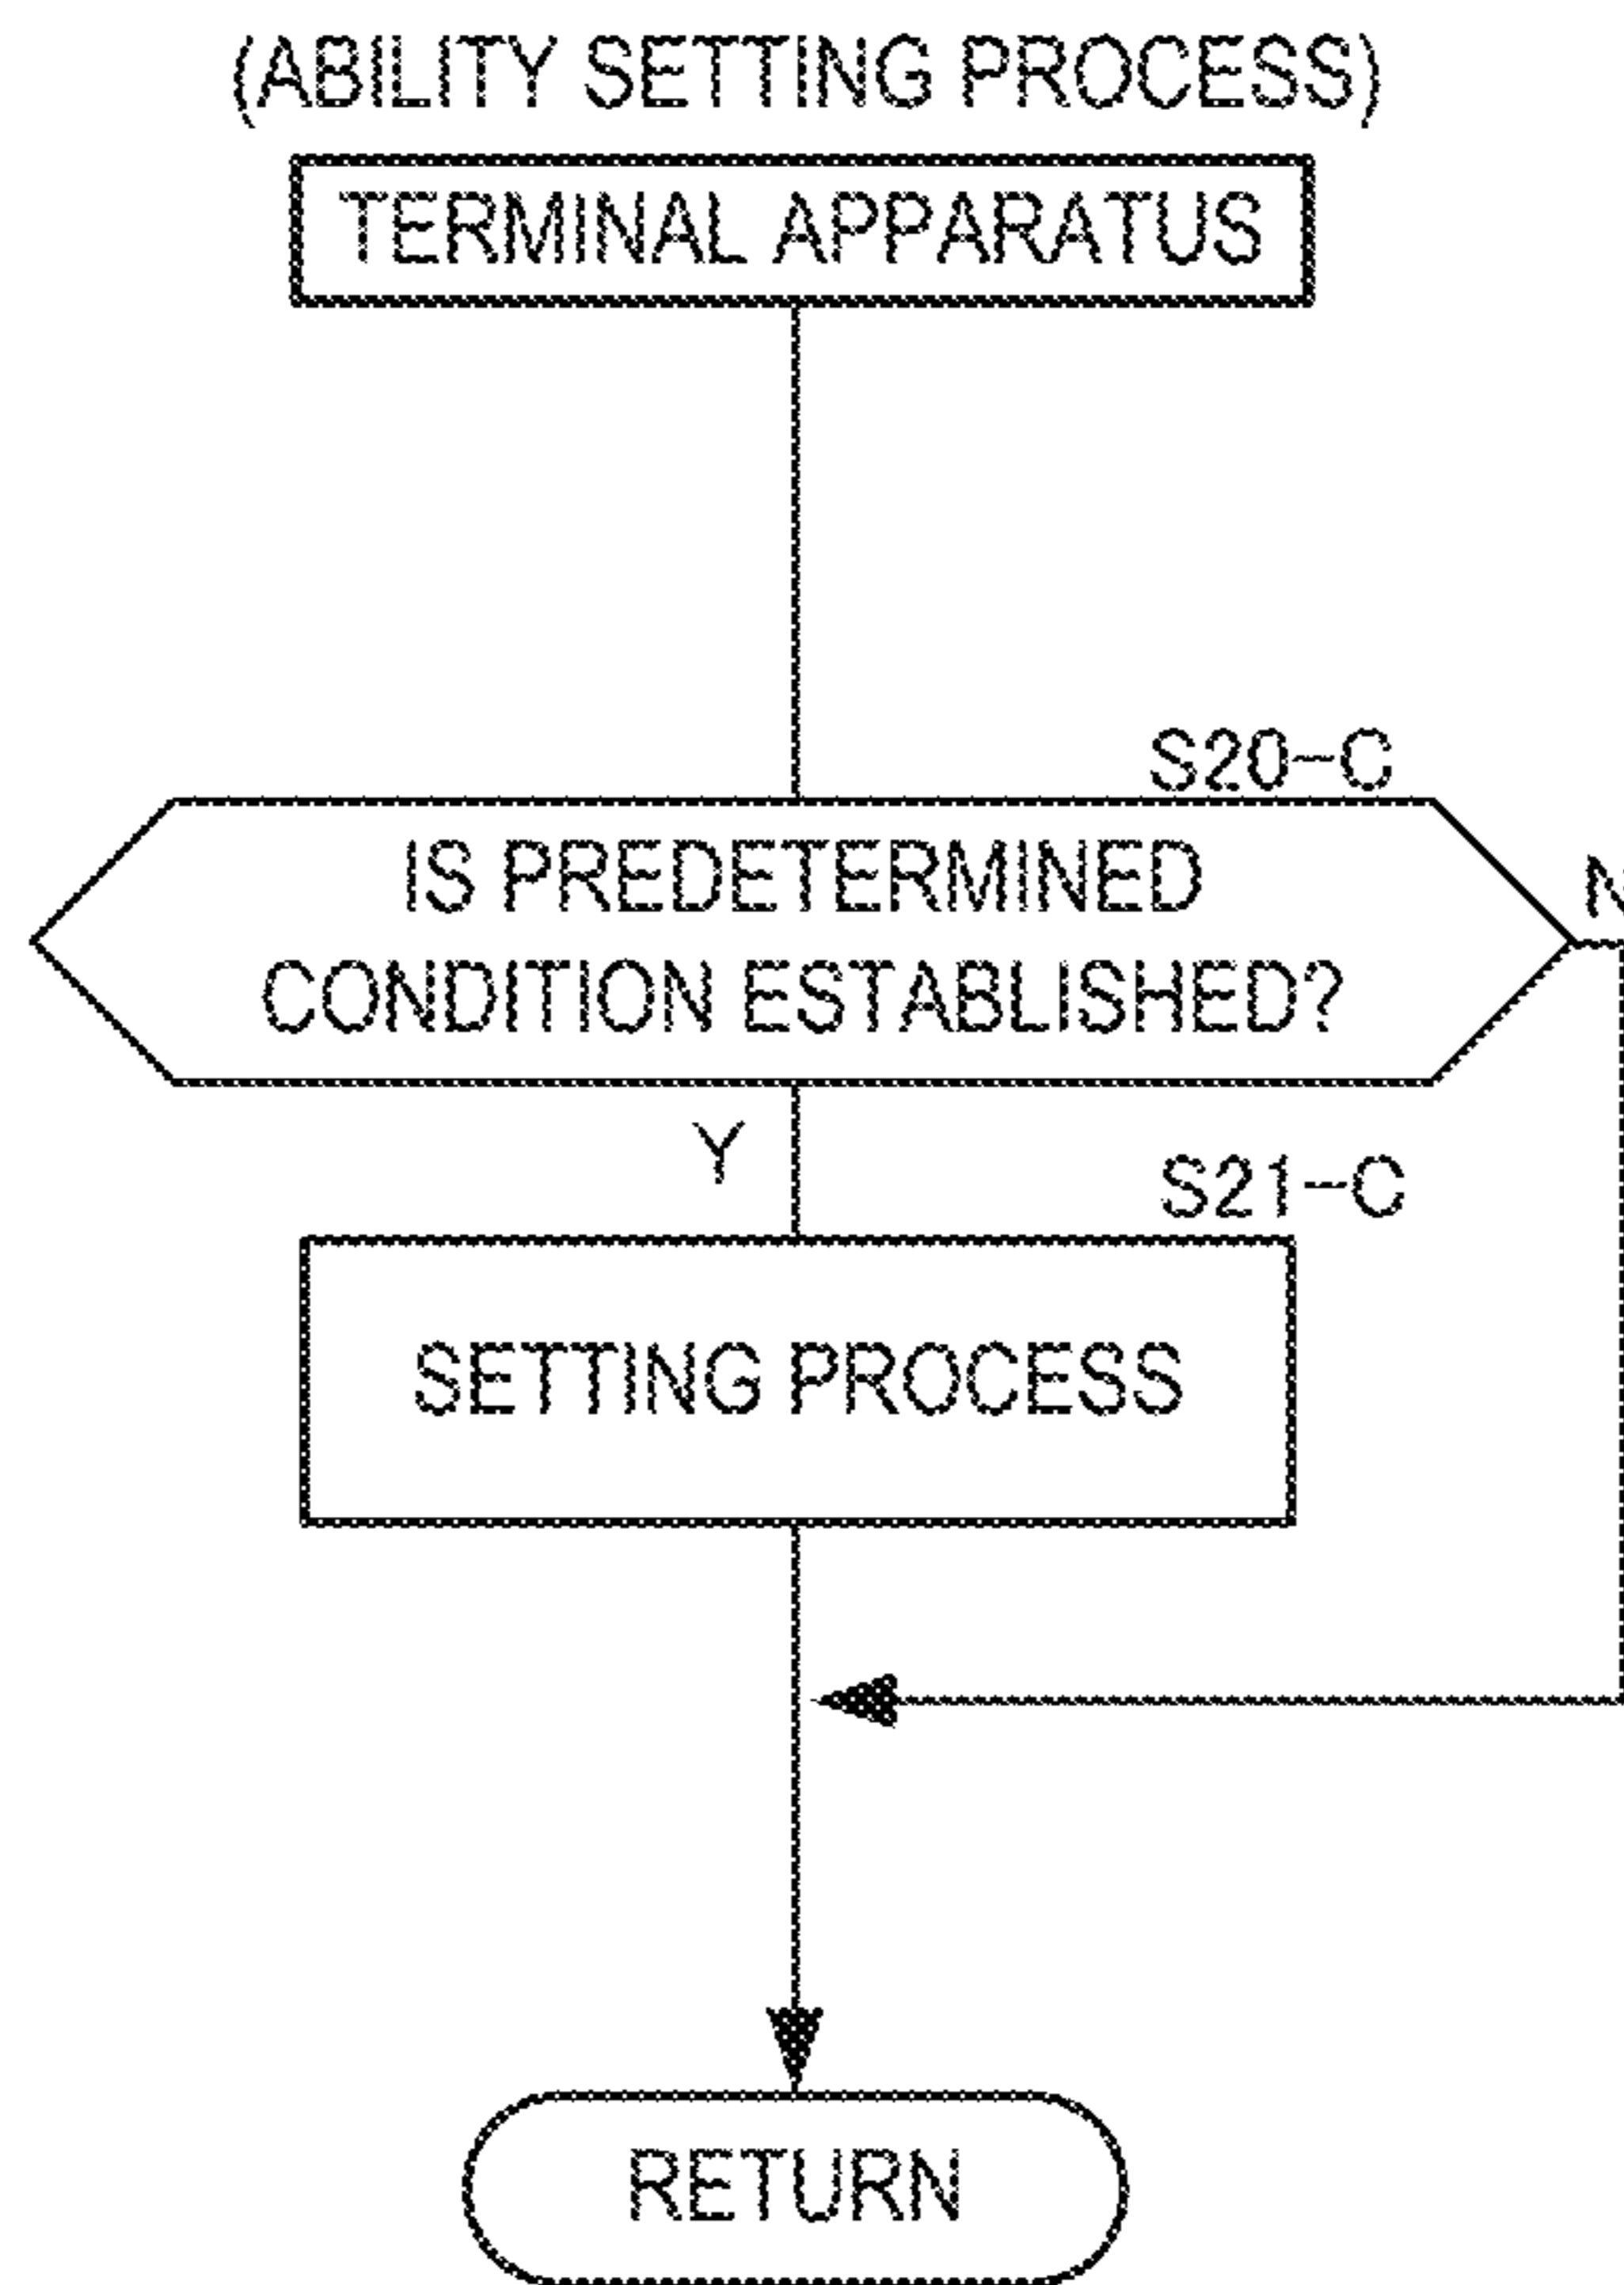 (ABILITY SETTING PROCESS)
TERMINAL APPARATUS
S20-C
IS PREDETERMINED
CONDITION ESTABLISHED?
N
Y
S21-C
SETTING PROCESS
RETURN